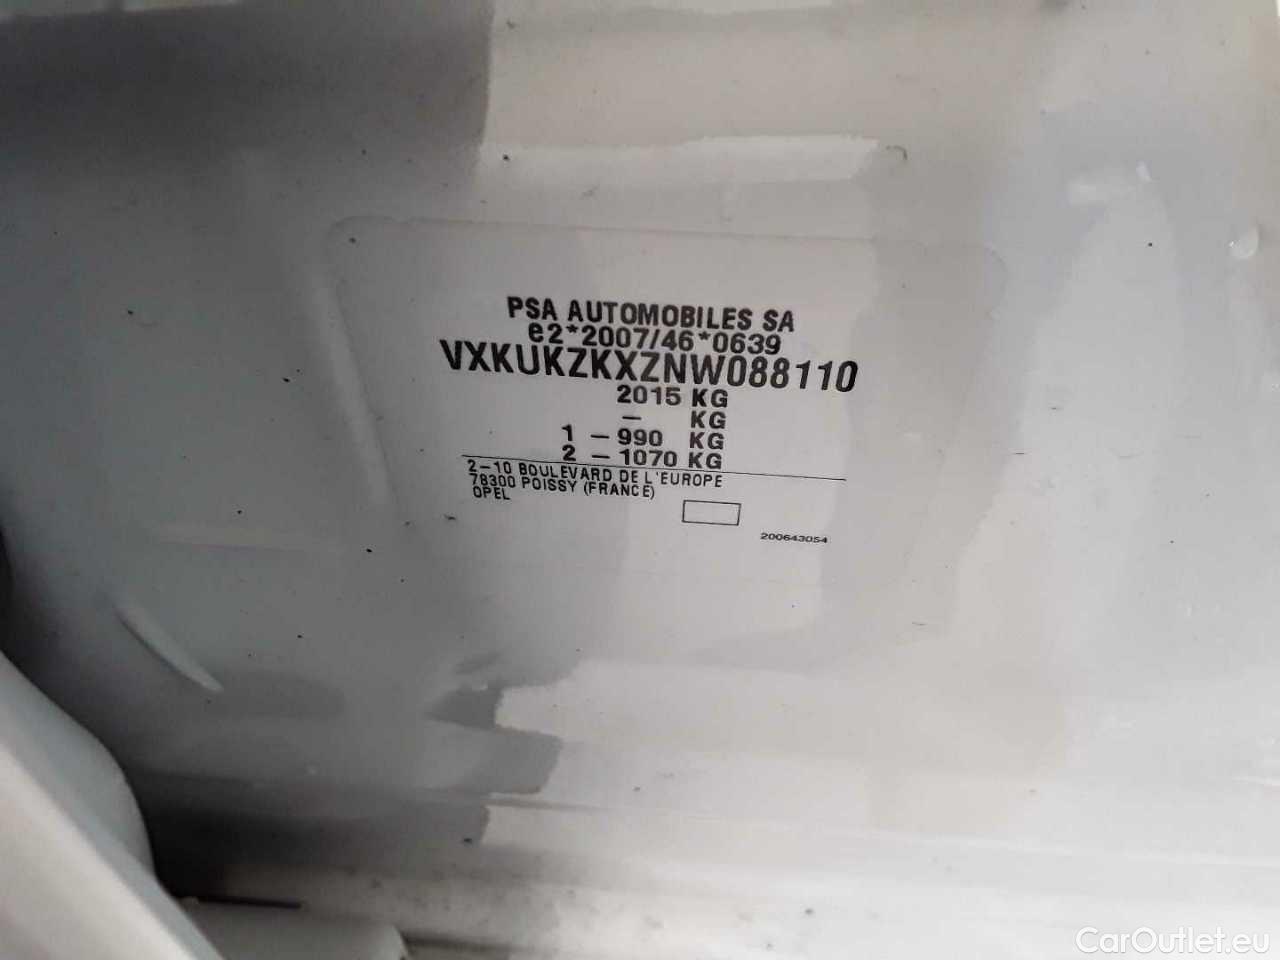 PSA AUTOMOBILES SA
e2*2007/46*0639
VXKUKZKXZNW088110
2015 KG
– KG
1 – 990 KG
2 – 1070 KG
2-10 BOULEVARD DE L'EUROPE
78300 POISSY (FRANCE)
OPEL
200643054
CarOutlet.eu